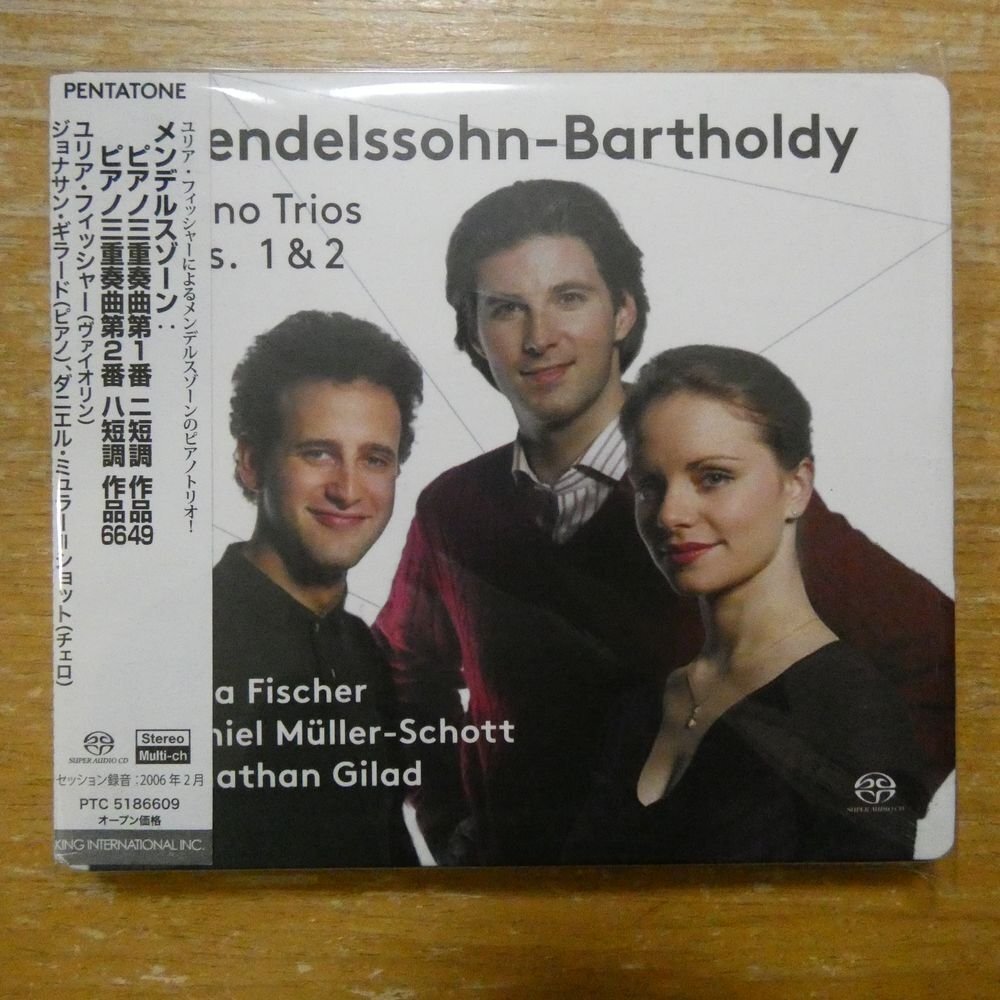 PENTATONE
ユリア・フィッシャーによるメンデルスゾーンのピアノトリオ！
メンデルスゾーン：
ピアノ三重奏曲第1番 ニ短調 作品49
ピアノ三重奏曲第2番 ハ短調 作品66
ユリア・フィッシャー(ヴァイオリン)
ジョナサン・ギラード(ピアノ)、ダニエル・ミュラー＝ショット(チェロ)
SUPER AUDIO CD
Stereo
Multi-ch
セッション録音：2006年2月
PTC 5186609
オープン価格
KING INTERNATIONAL INC.
endelssohn-Bartholdy
no Trios
s. 1 & 2
a Fischer
niel Müller-Schott
nathan Gilad
SUPER AUDIO CD